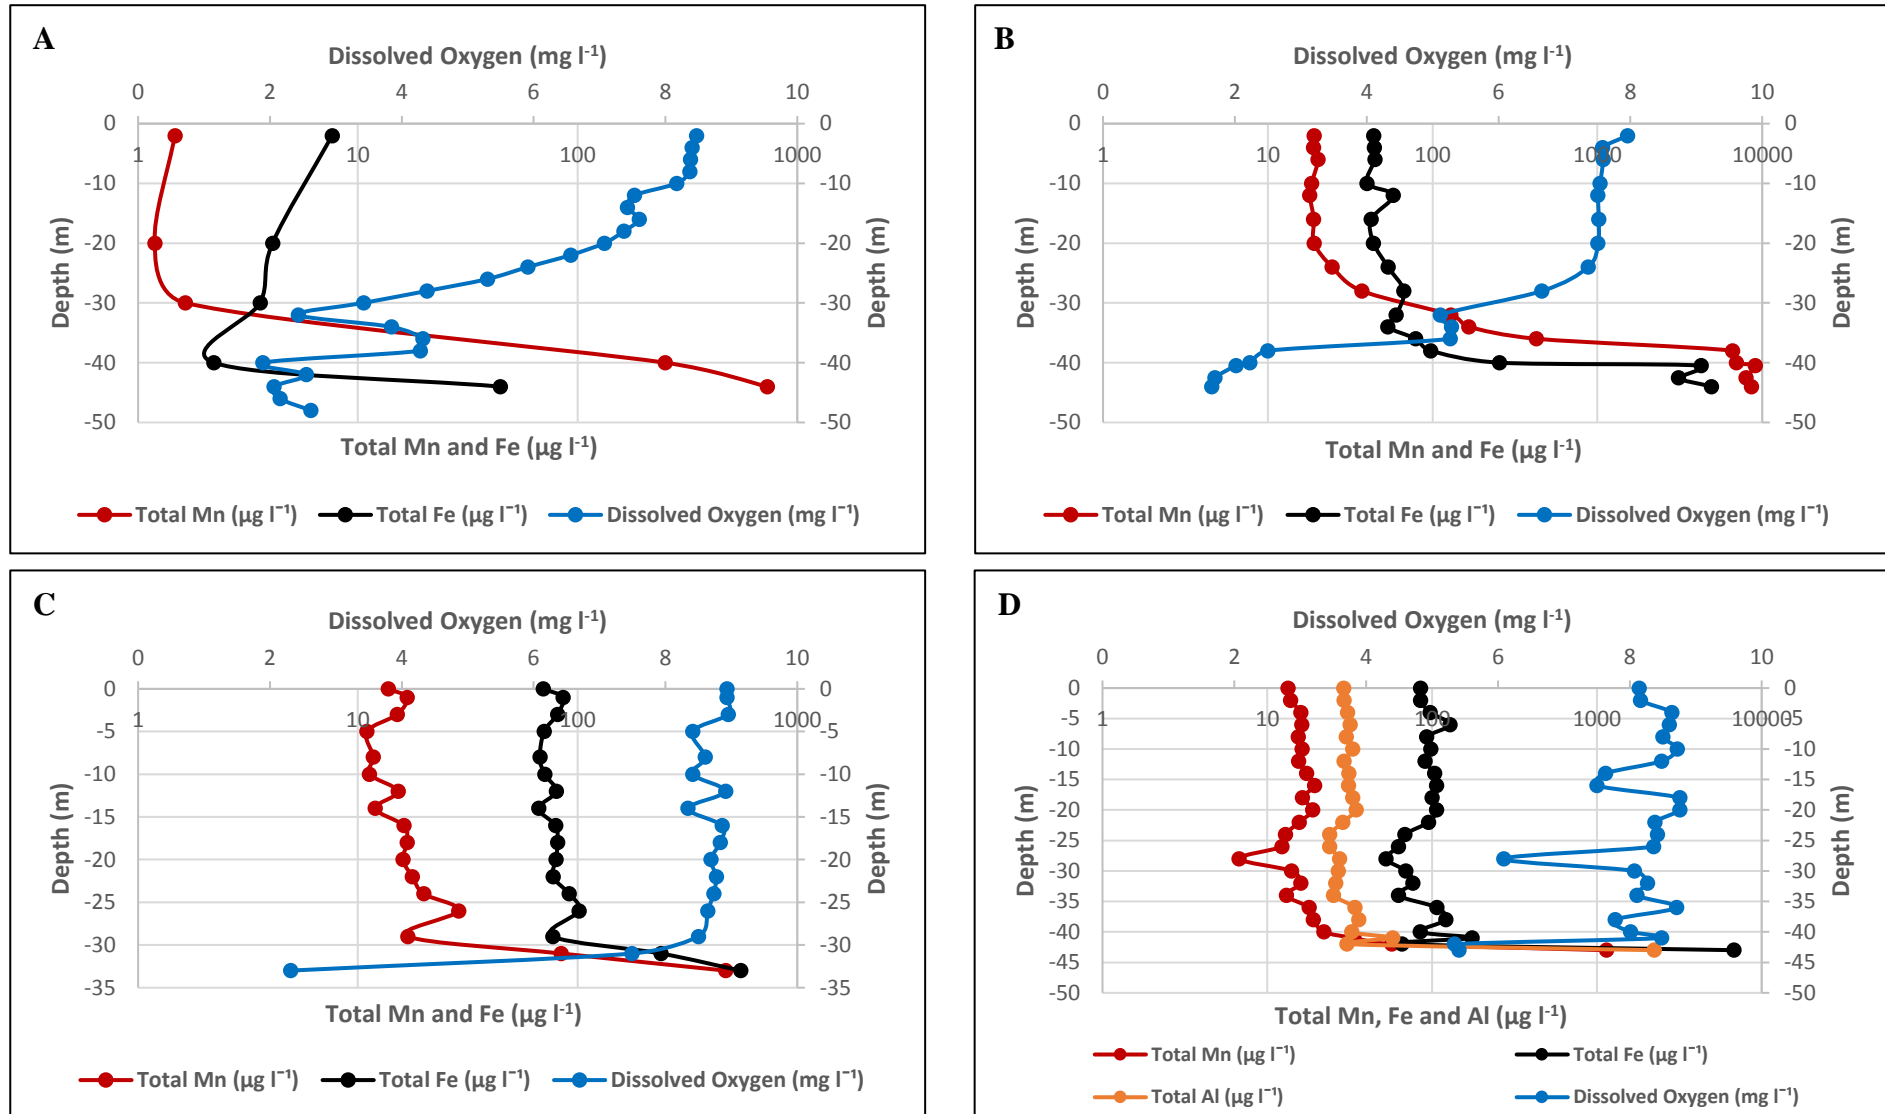 A
Dissolved Oxygen (mg l-1)
0 2 4 6 8 10
0 0
1 10 100 1000
-10 -10
-20 -20
-30 -30
-40 -40
-50 -50
Depth (m)
Depth (m)
Total Mn and Fe (µg l-1)
Total Mn (µg l⁻¹) Total Fe (µg l⁻¹) Dissolved Oxygen (mg l⁻¹)
B
Dissolved Oxygen (mg l-1)
0 2 4 6 8 10
0 0
1 10 100 1000 10000
-10 -10
-20 -20
-30 -30
-40 -40
-50 -50
Depth (m)
Depth (m)
Total Mn and Fe (µg l-1)
Total Mn (µg l⁻¹) Total Fe (µg l⁻¹) Dissolved Oxygen (mg l⁻¹)
C
Dissolved Oxygen (mg l-1)
0 2 4 6 8 10
0 0
1 10 100 1000
-5 -5
-10 -10
-15 -15
-20 -20
-25 -25
-30 -30
-35 -35
Depth (m)
Depth (m)
Total Mn and Fe (µg l-1)
Total Mn (µg l⁻¹) Total Fe (µg l⁻¹) Dissolved Oxygen (mg l⁻¹)
D
Dissolved Oxygen (mg l-1)
0 2 4 6 8 10
0 0
1 10 100 1000 10000
-5 -5
-10 -10
-15 -15
-20 -20
-25 -25
-30 -30
-35 -35
-40 -40
-45 -45
-50 -50
Depth (m)
Depth (m)
Total Mn, Fe and Al (µg l-1)
Total Mn (µg l⁻¹) Total Fe (µg l⁻¹)
Total Al (µg l⁻¹) Dissolved Oxygen (mg l⁻¹)